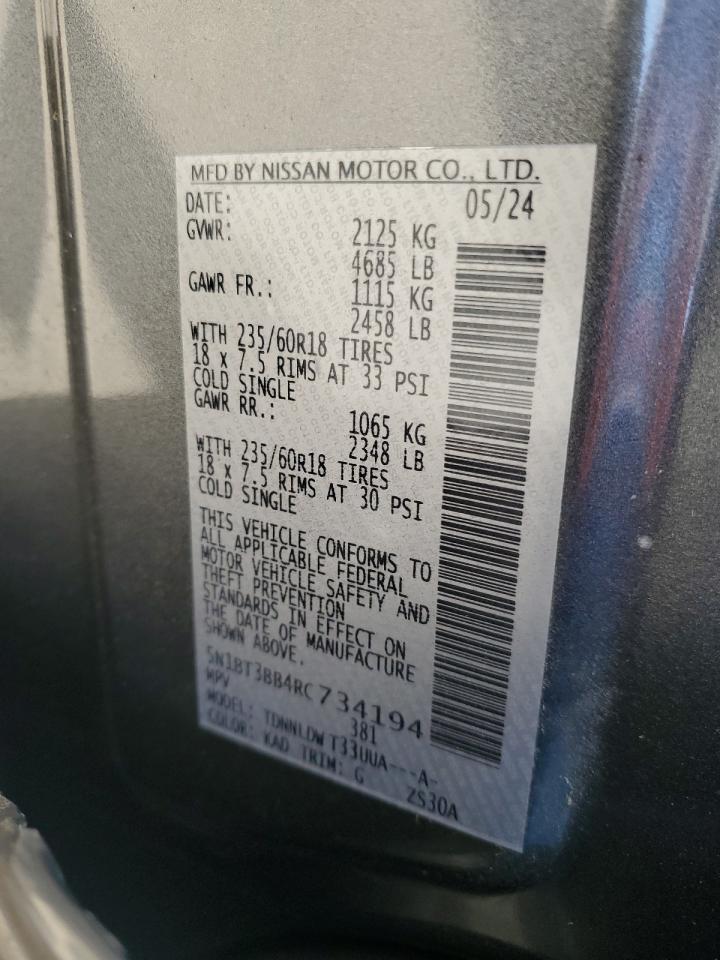 MFD BY NISSAN MOTOR CO., LTD.
DATE: 05/24
GVWR: 2125 KG
4685 LB
GAWR FR.: 1115 KG
2458 LB
WITH 235/60R18 TIRES
18 x 7.5 RIMS AT 33 PSI
COLD SINGLE
GAWR RR.: 1065 KG
2348 LB
WITH 235/60R18 TIRES
18 x 7.5 RIMS AT 30 PSI
COLD SINGLE
THIS VEHICLE CONFORMS TO
ALL APPLICABLE FEDERAL
MOTOR VEHICLE SAFETY AND
THEFT PREVENTION
STANDARDS IN EFFECT ON
THE DATE OF MANUFACTURE
SHOWN ABOVE.
5N1BT3BB4RC734194
MPV 381
MODEL: TDNNLDW T33UUA---A-
COLOR: KAD TRIM: G ZS30A